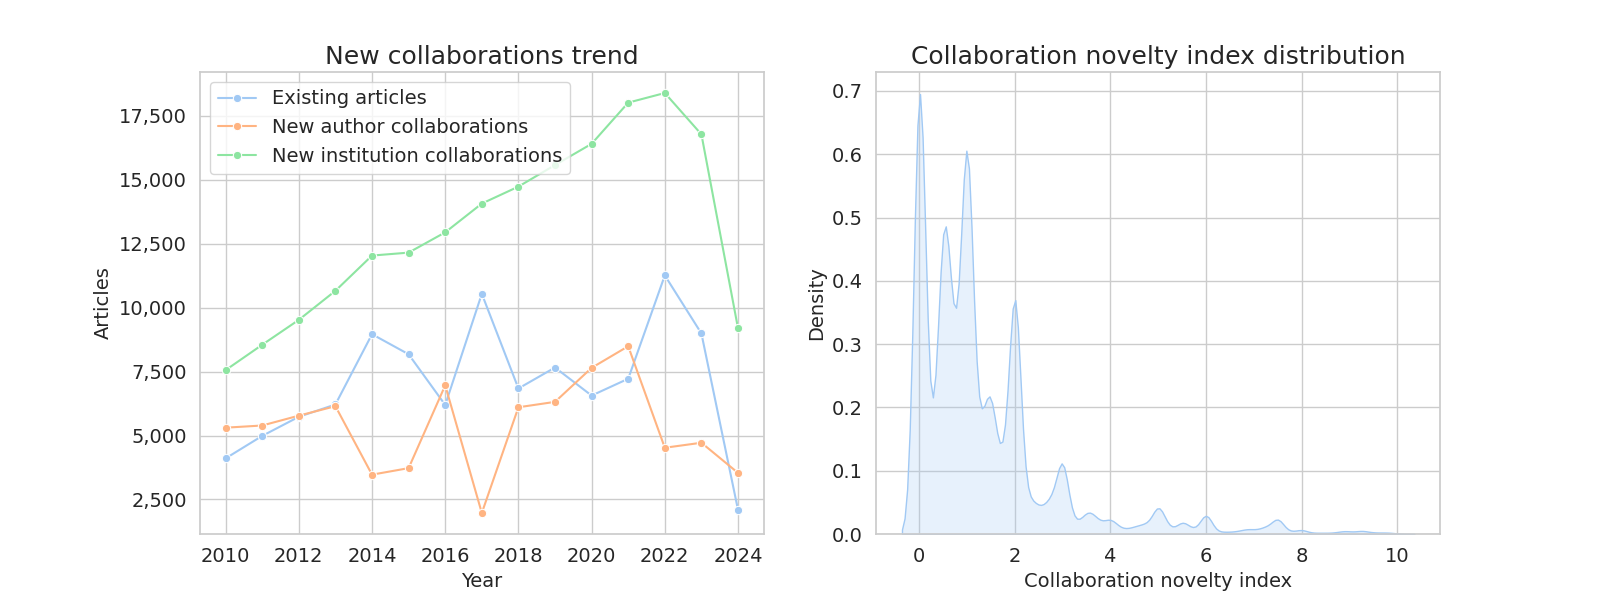 New collaborations trend
Existing articles
New author collaborations
New institution collaborations
17,500
15,000
12,500
10,000
7,500
5,000
2,500
Articles
2010 2012 2014 2016 2018 2020 2022 2024
Year
Collaboration novelty index distribution
0.7
0.6
0.5
0.4
0.3
0.2
0.1
0.0
Density
0 2 4 6 8 10
Collaboration novelty index